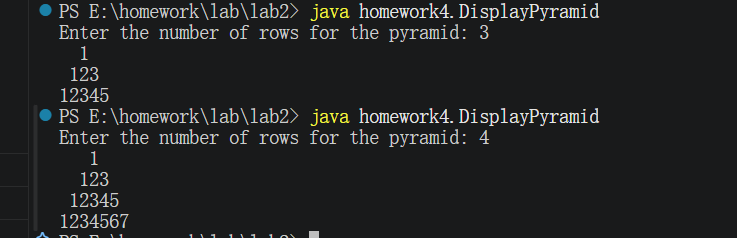 PS E:\homework\lab\lab2> java homework4.DisplayPyramid
Enter the number of rows for the pyramid: 3
  1
 123
12345
PS E:\homework\lab\lab2> java homework4.DisplayPyramid
Enter the number of rows for the pyramid: 4
   1
  123
 12345
1234567
PS E:\homework\lab\lab2>